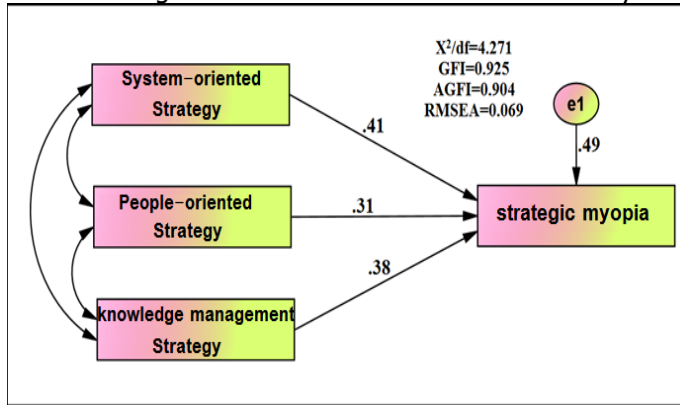 X²/df=4.271
GFI=0.925
AGFI=0.904
RMSEA=0.069
System-oriented
Strategy
e1
.41
.49
People-oriented
Strategy
.31
strategic myopia
.38
knowledge management
Strategy